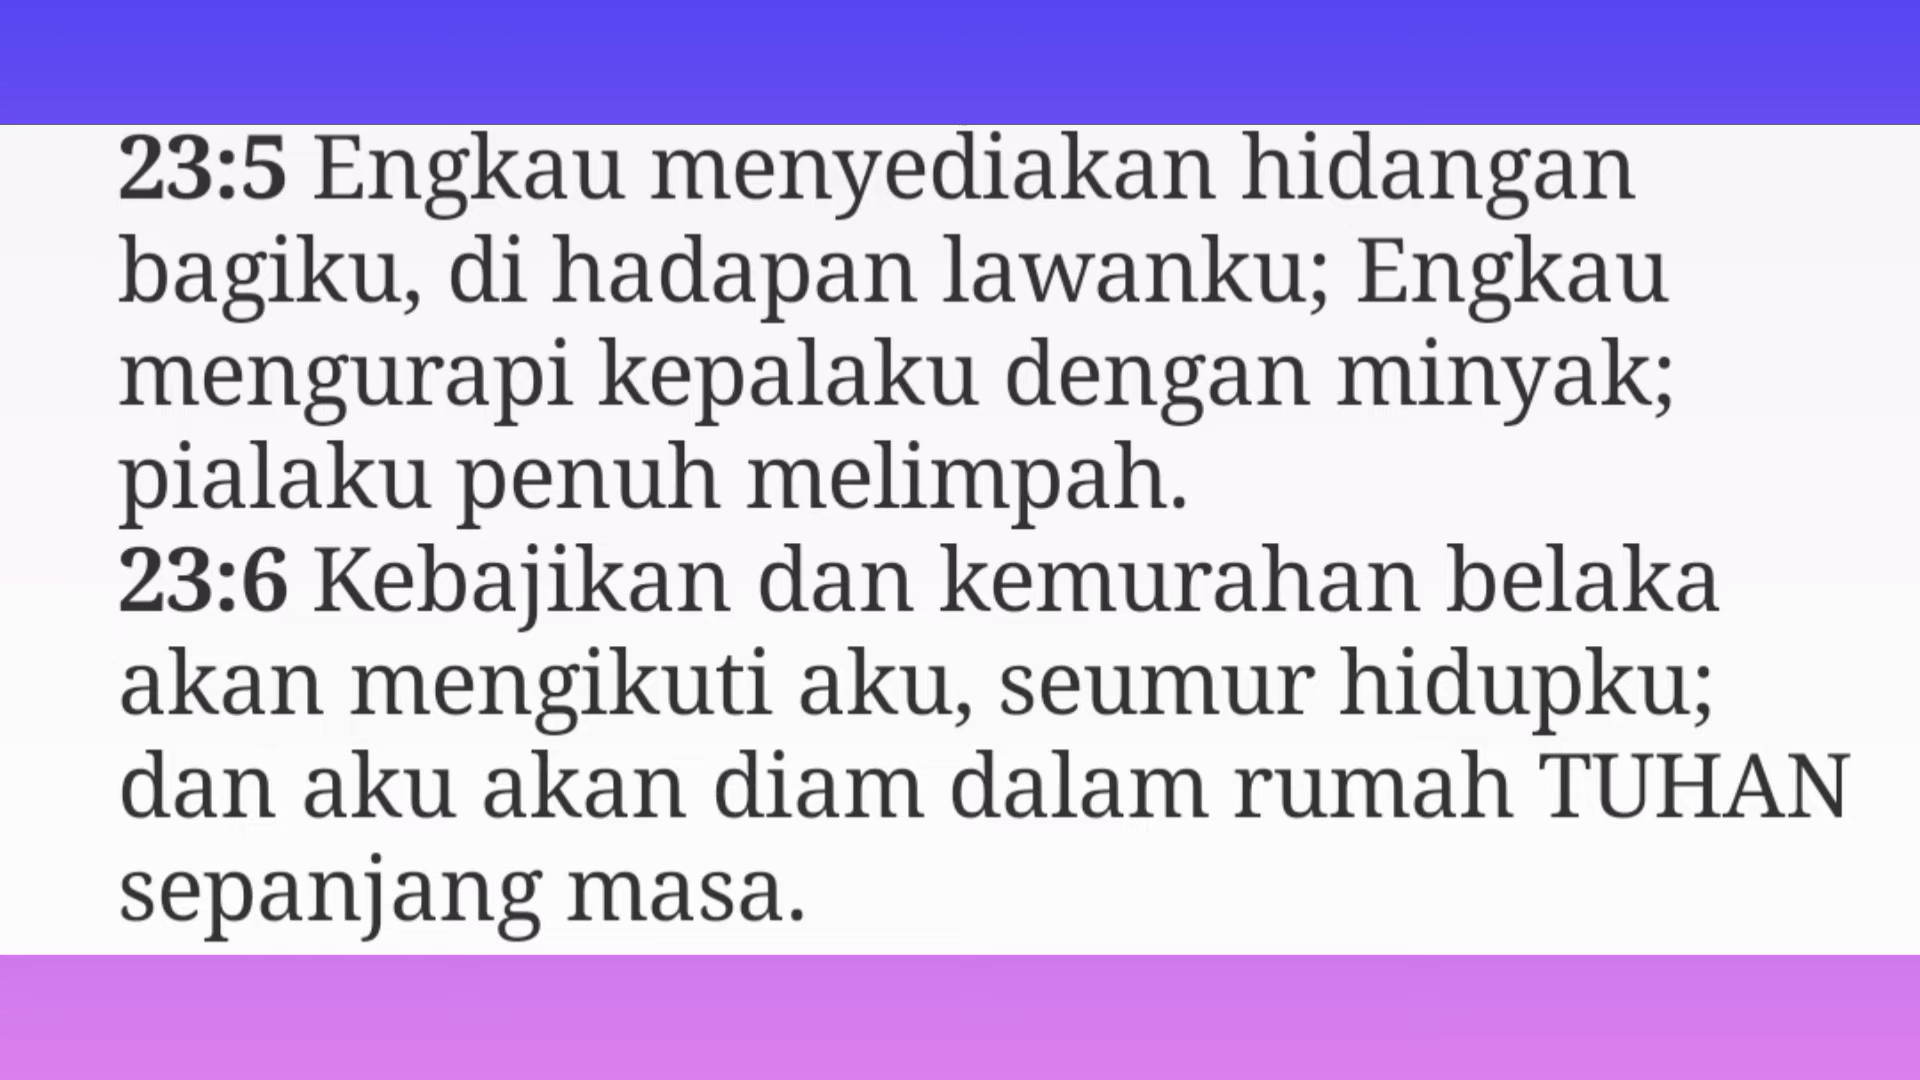 23:5 Engkau menyediakan hidangan
bagiku, di hadapan lawanku; Engkau
mengurapi kepalaku dengan minyak;
pialaku penuh melimpah.
23:6 Kebajikan dan kemurahan belaka
akan mengikuti aku, seumur hidupku;
dan aku akan diam dalam rumah TUHAN
sepanjang masa.